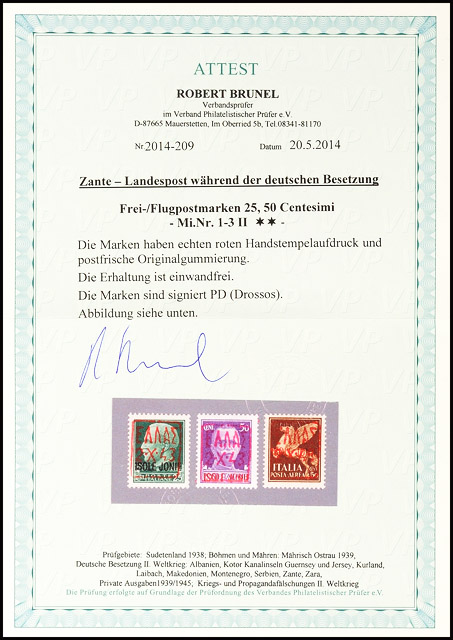 ATTEST
ROBERT BRUNEL
Verbandsprüfer
im Verband Philatelistischer Prüfer e.V.
D-87665 Mauerstetten, Im Oberried 5b, Tel.08341-81170
Nr. 2014-209 Datum 20.5.2014
Zante – Landespost während der deutschen Besetzung
Frei-/Flugpostmarken 25, 50 Centesimi
- Mi.Nr. 1-3 II ✶✶ -
Die Marken haben echten roten Handstempelaufdruck und
postfrische Originalgummierung.
Die Erhaltung ist einwandfrei.
Die Marken sind signiert PD (Drossos).
Abbildung siehe unten.
ISOLE JONIE
50
ITALIA
POSTA AEREA
Prüfgebiete: Sudetenland 1938; Böhmen und Mähren: Mährisch Ostrau 1939,
Deutsche Besetzung II. Weltkrieg: Albanien, Kotor Kanalinseln Guernsey und Jersey, Kurland,
Laibach, Makedonien, Montenegro, Serbien, Zante, Zara,
Private Ausgaben1939/1945; Kriegs- und Propagandafälschungen II. Weltkrieg
Die Prüfung erfolgte auf Grundlage der Prüfordnung des Verbandes Philatelistischer Prüfer e.V.